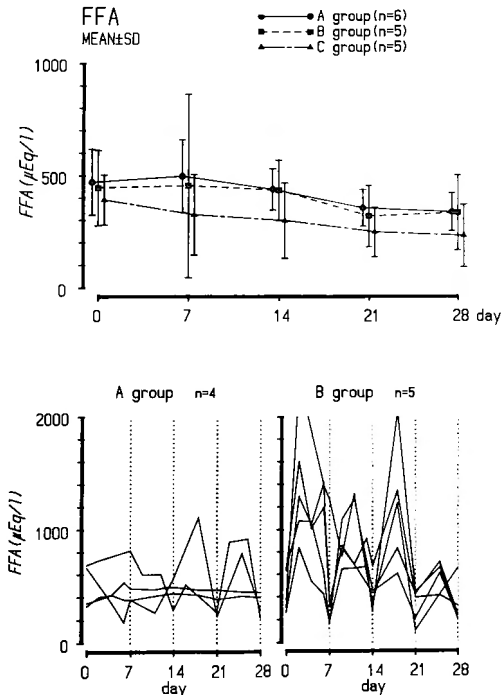 FFA
MEAN±SD
A group(n=6)
B group(n=5)
C group(n=5)
FFA(μEq/l)
1000
500
0
0 7 14 21 28 day
A group n=4
B group n=5
FFA(μEq/l)
2000
1000
0
0 7 14 21 28
day
0 7 14 21 28
day